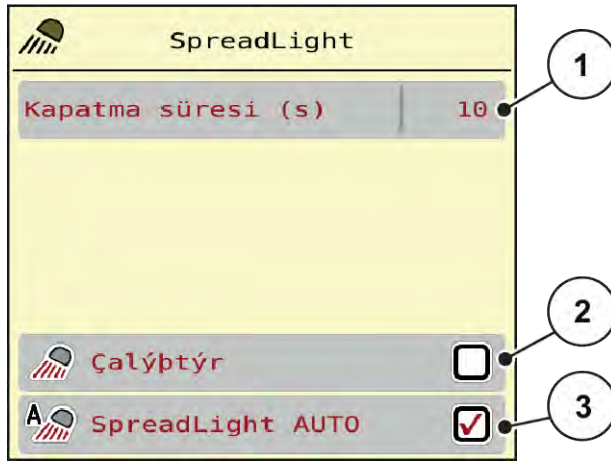 SpreadLight
Kapatma süresi (s) 10
1
Çalýþtýr
2
A
SpreadLight AUTO
3